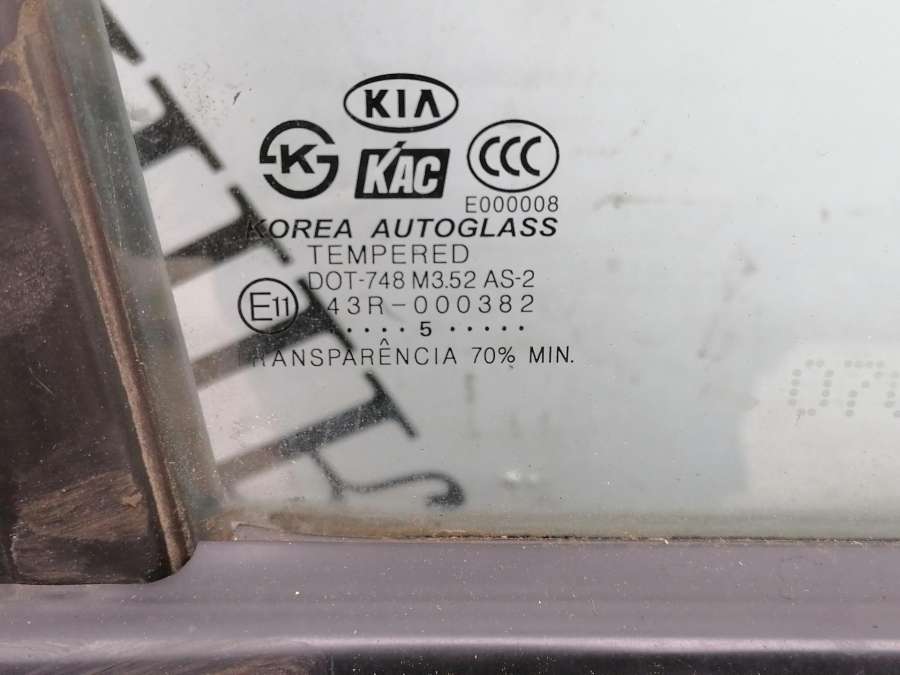 KIA
K
KAC
CCC
E000008
KOREA AUTOGLASS
TEMPERED
DOT-748 M3.52 AS-2
E11
43R-000382
· · · · 5 · · · · ·
TRANSPARÊNCIA 70% MIN.